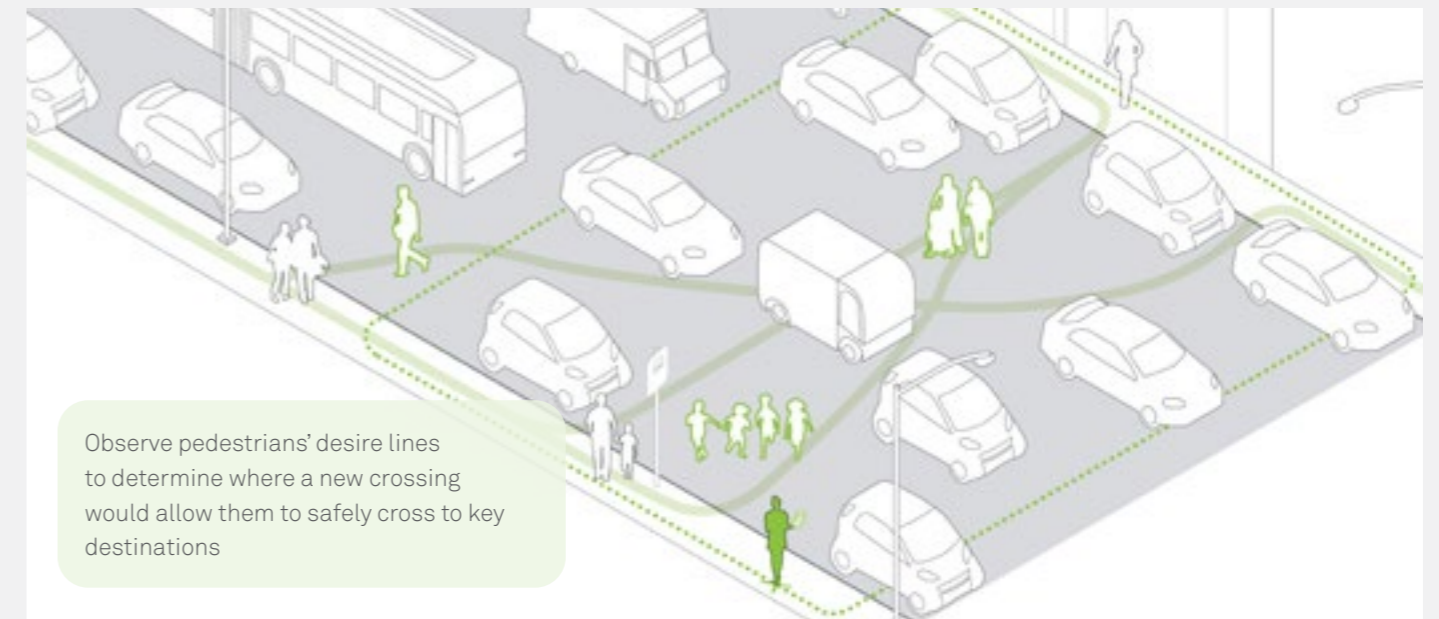 Observe pedestrians’ desire lines
to determine where a new crossing
would allow them to safely cross to key
destinations